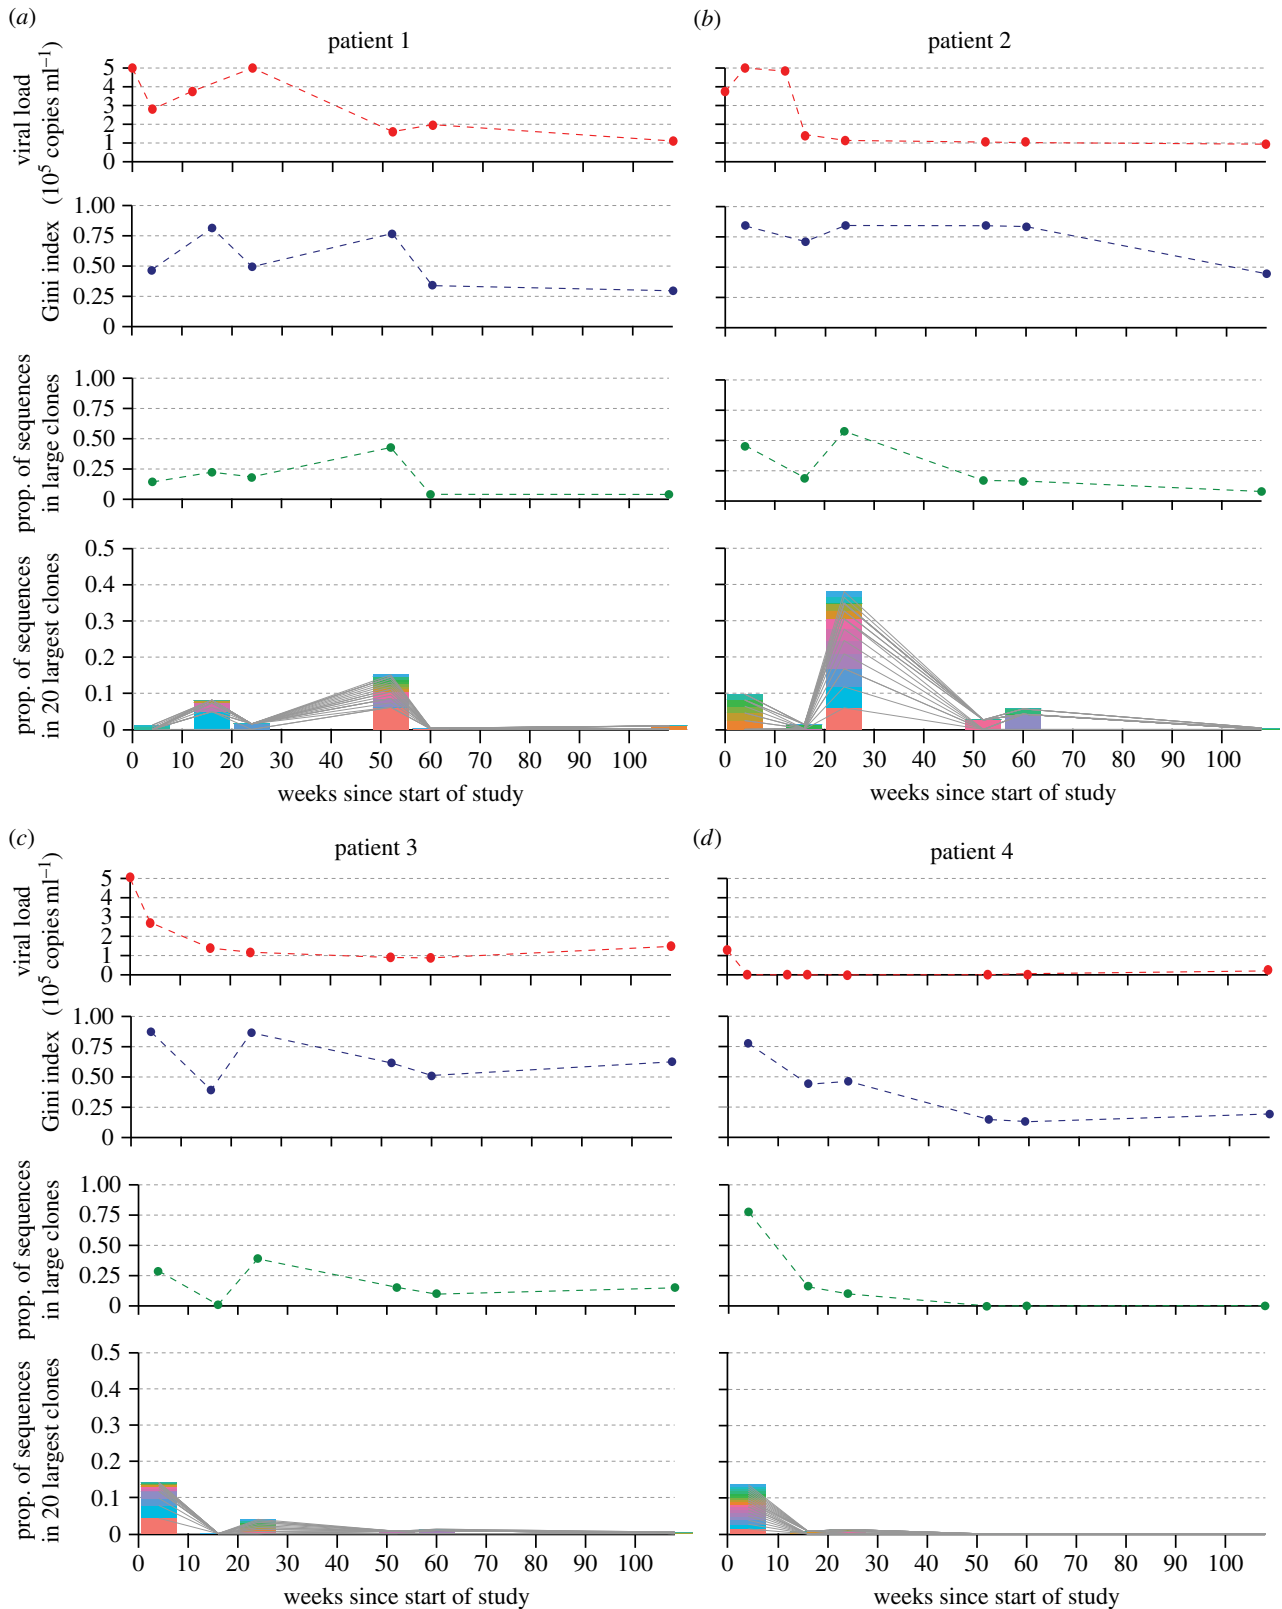 (a)
patient 1
viral load
(10⁵ copies ml⁻¹)
5
4
3
2
1
0
Gini index
1.00
0.75
0.50
0.25
0
prop. of sequences
in large clones
1.00
0.75
0.50
0.25
0
prop. of sequences
in 20 largest clones
0.5
0.4
0.3
0.2
0.1
0
0 10 20 30 40 50 60 70 80 90 100
weeks since start of study
(b)
patient 2
0 10 20 30 40 50 60 70 80 90 100
weeks since start of study
(c)
patient 3
viral load
(10⁵ copies ml⁻¹)
5
4
3
2
1
0
Gini index
1.00
0.75
0.50
0.25
0
prop. of sequences
in large clones
1.00
0.75
0.50
0.25
0
prop. of sequences
in 20 largest clones
0.5
0.4
0.3
0.2
0.1
0
0 10 20 30 40 50 60 70 80 90 100
weeks since start of study
(d)
patient 4
0 10 20 30 40 50 60 70 80 90 100
weeks since start of study